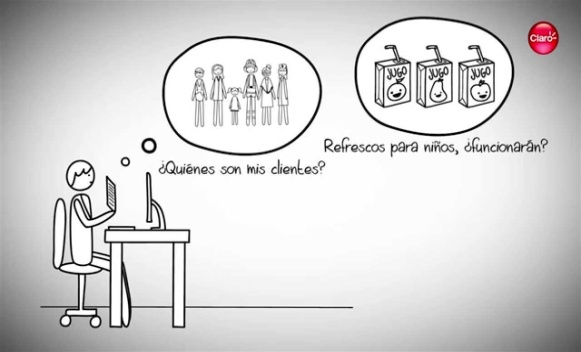 Claro
JUGO JUGO JUGO
Refrescos para niños, ¿funcionarán?
¿Quiénes son mis clientes?